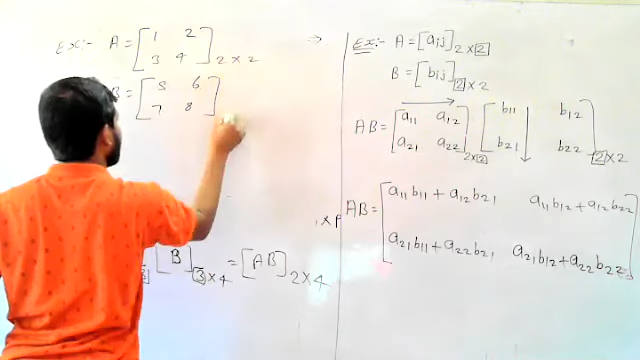 Ex:- A = [ 1 2
3 4 ] 2 × 2
B = [ 5 6
7 8 ]
3 [ B ] 3 × 4 = [ AB ] 2 × 4
⇒
Ex:- A = [aij] 2 × 2
B = [bij] 2 × 2
AB = [ a11 a12 [ b11 b12
a21 a22 ] 2×2 b21 b22 ] 2 × 2
× P
AB = [ a11b11 + a12b21 a11b12 + a12b22
a21b11 + a22b21 a21b12 + a22b22 ]